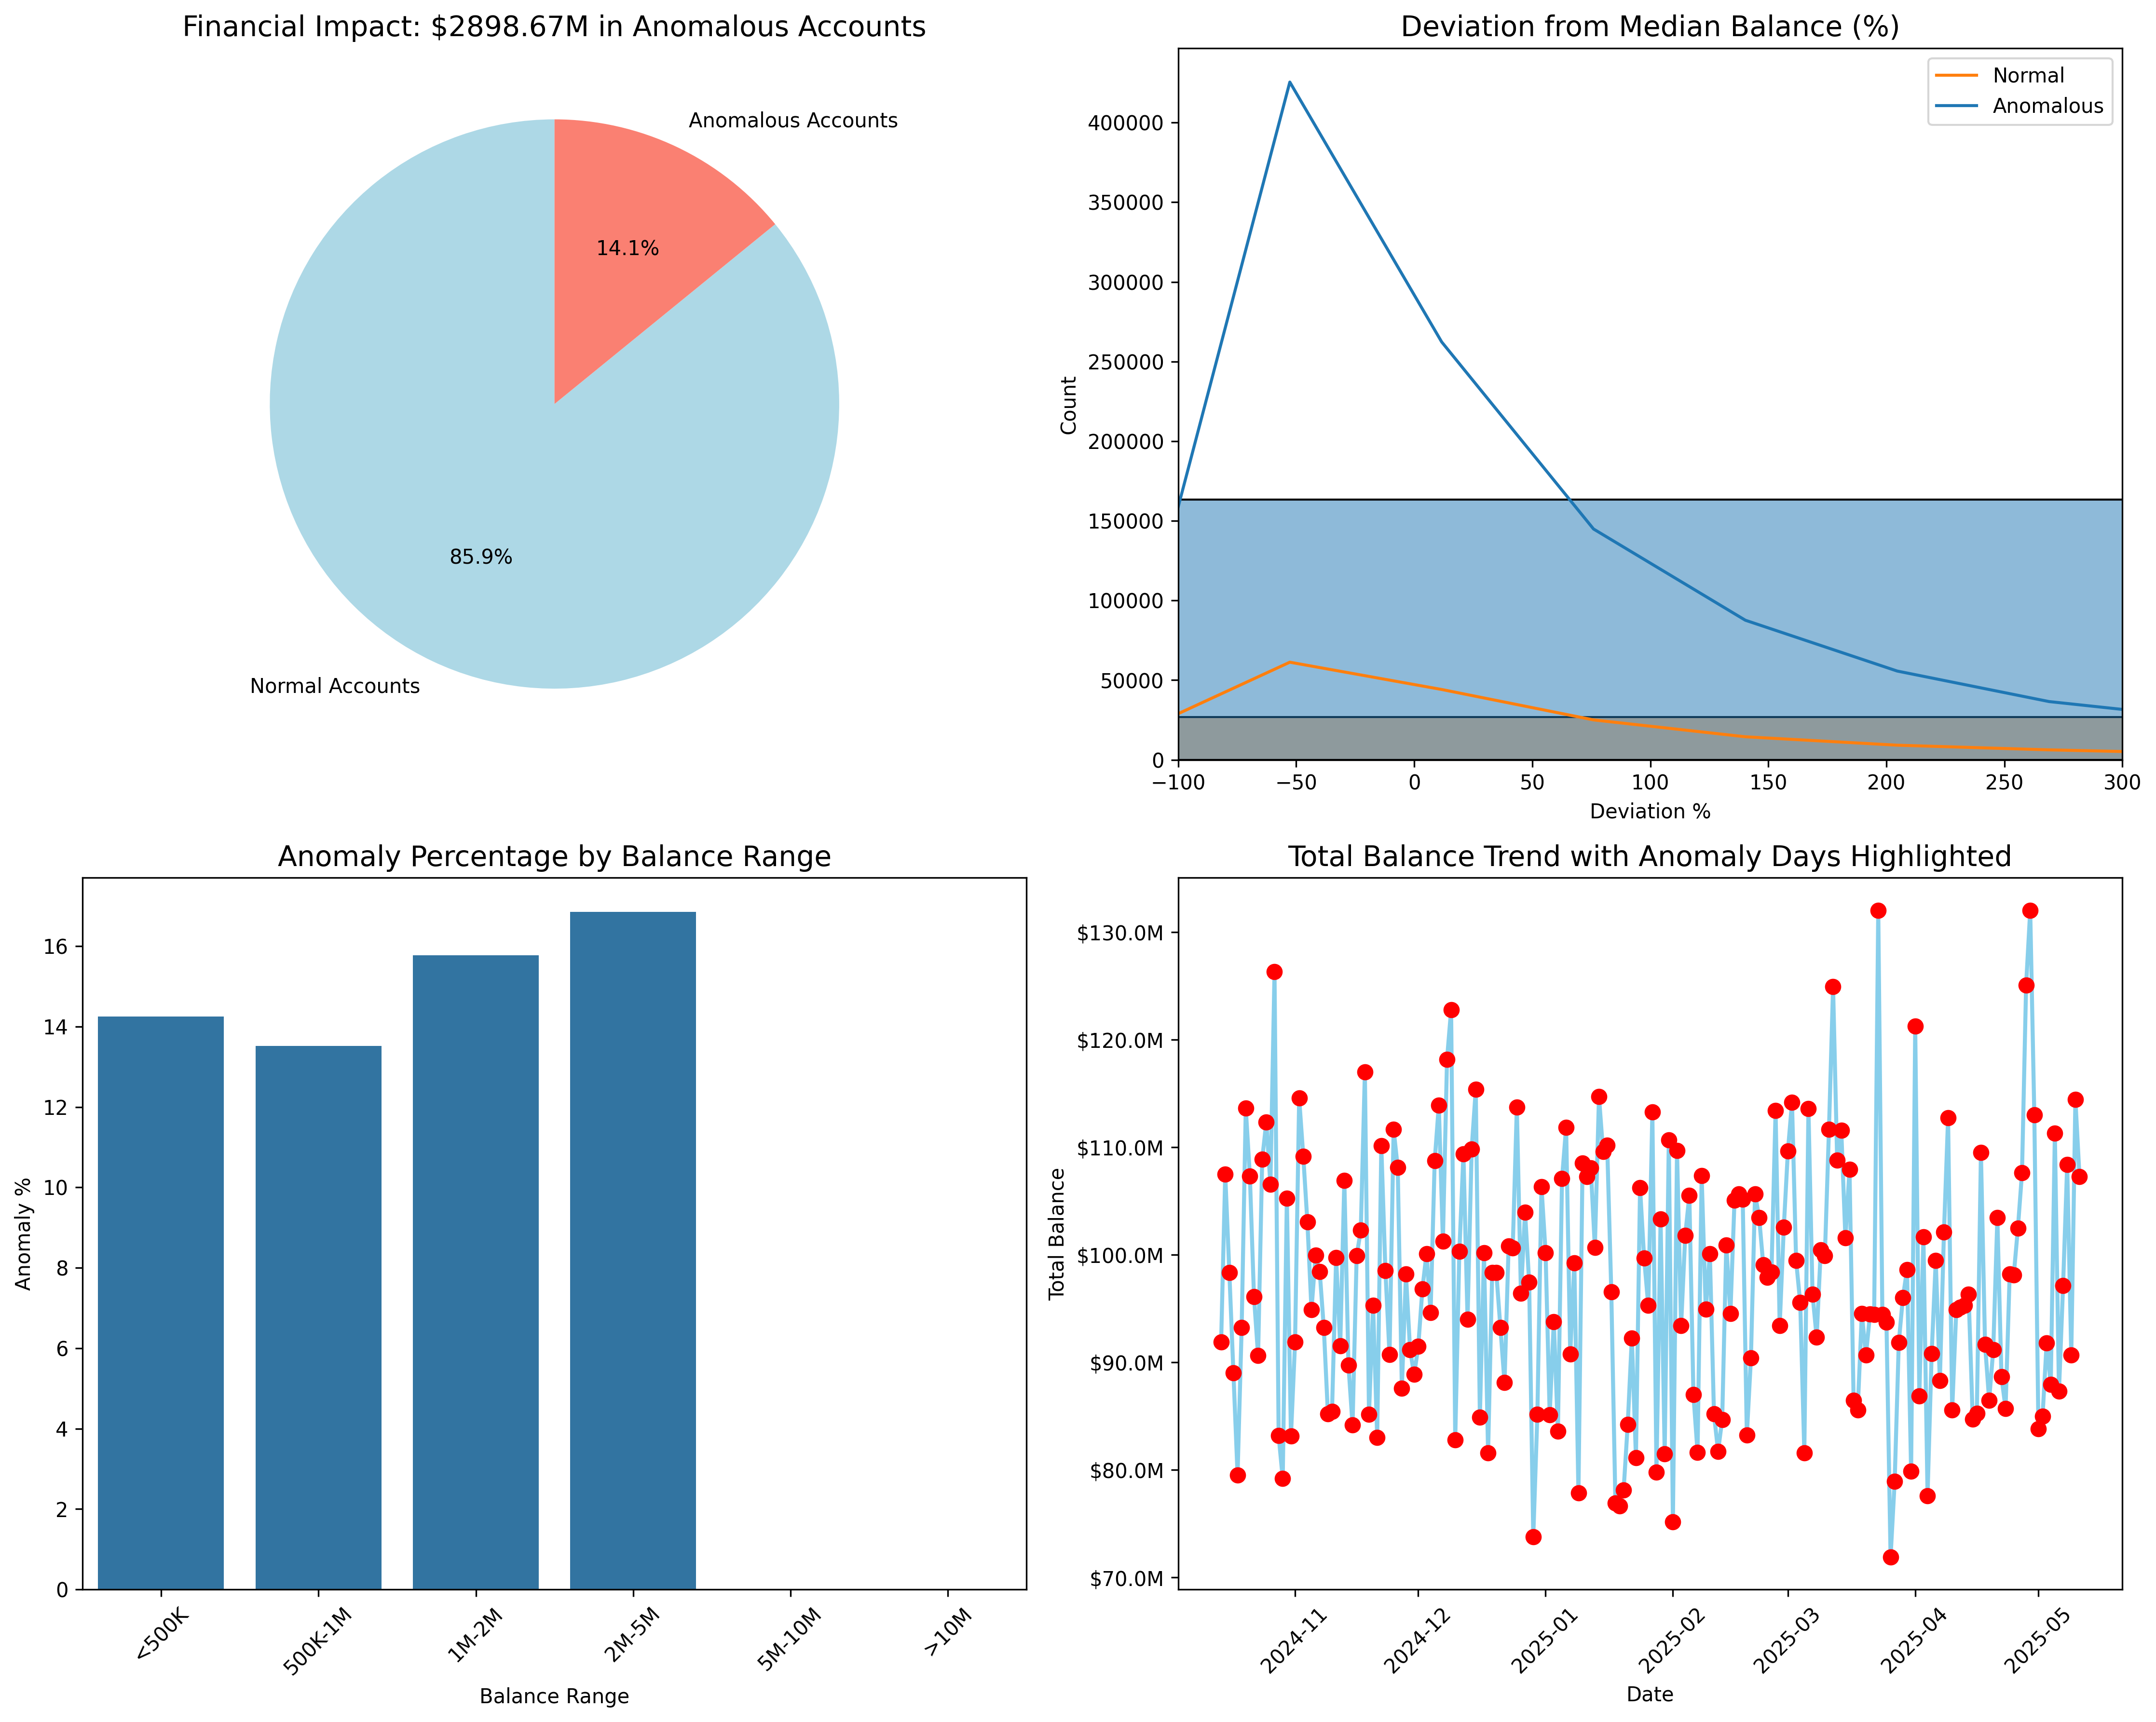 Financial Impact: $2898.67M in Anomalous Accounts
Anomalous Accounts
14.1%
85.9%
Normal Accounts
Deviation from Median Balance (%)
Normal
Anomalous
400000
350000
300000
250000
200000
150000
100000
50000
0
Count
−100
−50
0
50
100
150
200
250
300
Deviation %
Anomaly Percentage by Balance Range
16
14
12
10
8
6
4
2
0
Anomaly %
<500K
500K-1M
1M-2M
2M-5M
5M-10M
>10M
Balance Range
Total Balance Trend with Anomaly Days Highlighted
$130.0M
$120.0M
$110.0M
$100.0M
$90.0M
$80.0M
$70.0M
Total Balance
2024-11
2024-12
2025-01
2025-02
2025-03
2025-04
2025-05
Date